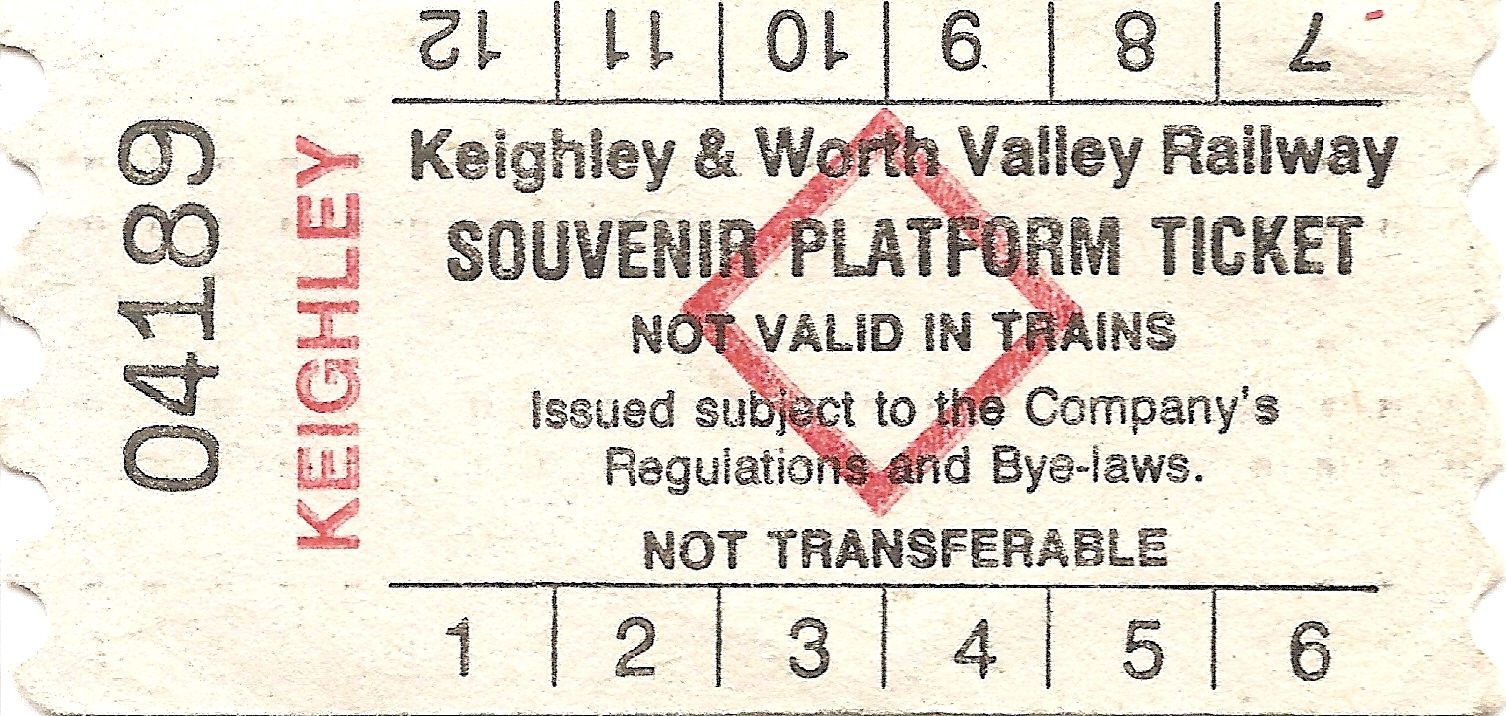 12 11 10 9 8 7
Keighley & Worth Valley Railway
SOUVENIR PLATFORM TICKET
NOT VALID IN TRAINS
Issued subject to the Company's
Regulations and Bye-laws.
NOT TRANSFERABLE
1 2 3 4 5 6
KEIGHLEY
04189